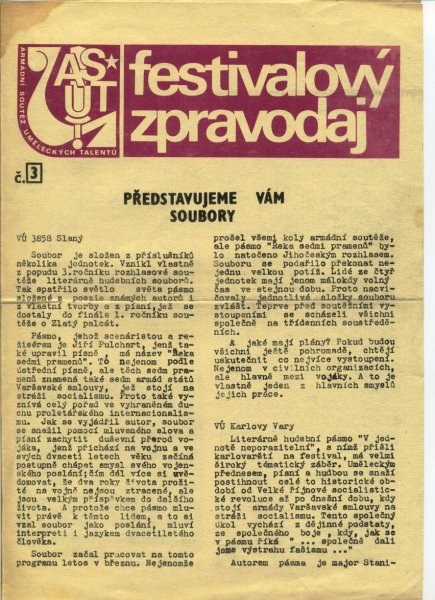 ARMÁDNÍ SOUTĚŽ UMĚLECKÝCH TALENTŮ
ASUT
festivalový
zpravodaj
č. 3
PŘEDSTAVUJEME VÁM
SOUBORY
VÚ 3858 Slaný
Soubor je složen z příslušníků
několika jednotek. Vznikl vlastně
z popudu 3.ročníku rozhlasové sou-
těže literárně hudebních souborů.
Tak spatřilo světlo světa pásmo
složené z poezie známých autorů i
z vlastní tvorby a z písní, jež se
dostaly do finále 1. ročníku sou-
těže o Zlatý palcát.
Pásmo, jehož scenáristou a re-
žisérem je Jiří Pulchart, jenž také
upravil písně má název "Řeka
sedmi pramenů". Tó nejenom podle
ústřední písně, ale těch sedm pra-
menů znamená také sedm armád států
Varšavské smlouvy, jež stojí na
stráži socialismu. Proto také vy-
znívá celý pořad ve vyhraněném du-
chu proletářského internacionalis-
mu. Jak se vyjádřil autor, soubor
se snažil pomocí mluveného slova a
písní zachytit duševní přerod vo-
jáka, jenž přichází na vojnu a ve
svých dvaceti letech věku začíná
postupně chápat smysl svého vojen-
ského poslání,čím dál více si uvě-
domovat, že dva roky života proži-
té na vojně nejsou ztracené, ale
jsou velkým příspěvkem do dalšího
života. A protože chce pásmo mlu-
vit právě k těmto lidem, a to si
vzal soubor jako poslání, mluví
interpreti i jazykem dvacetiletého
člověka.
Soubor začal pracovat na tomto
programu letos v březnu. Nejenomže
prošel všemi koly armádní soutěže,
ale pásmo "Řeka sedmi pramenů" by-
lo natočeno Jihočeským rozhlasem.
Souboru se podařilo překonat ne-
jednu velkou potíž. Lidé ze čtyř
jednotek mají jenom málokdy volný
čas ve stejnou dobu. Proto nacvi-
čovaly jednotlivé složky souboru
zvlášť. Teprve před soutěžními vy-
stoupeními se scházeli všichni
společně na třídenních soustředě-
ních.
A jaké mají plány? Pokud budou
všichni ještě pohromadě, chtějí
uskutečnit co nejvíce vystoupení.
Nejenom v civilních organizacích,
ale hlavně mezi vojáky. A to je
vlastně jeden z hlavních smyslů
jejich práce.
VÚ Karlovy Vary
Literárně hudební pásmo "V jed-
notě neporazitelní", s nímž přišli
karlovarští na festival, má velmi
široký tématický záběr. Uměleckým
přednesem, písní a hudbou se snaží
postihnout celé to historické ob-
dobí od Velké Říjnové socialistic-
ké revoluce až po dnešní dobu, kdy
stojí armády Varšavské smlouvy na
stráži socialismu. Tento společný
úkol vychází z dějinné podstaty,
ze společného boje , kdy, jak se
v pásmu říká " ... společně dali
jsme výstrahu fašismu ..."
Autorem pásma je major Stani-